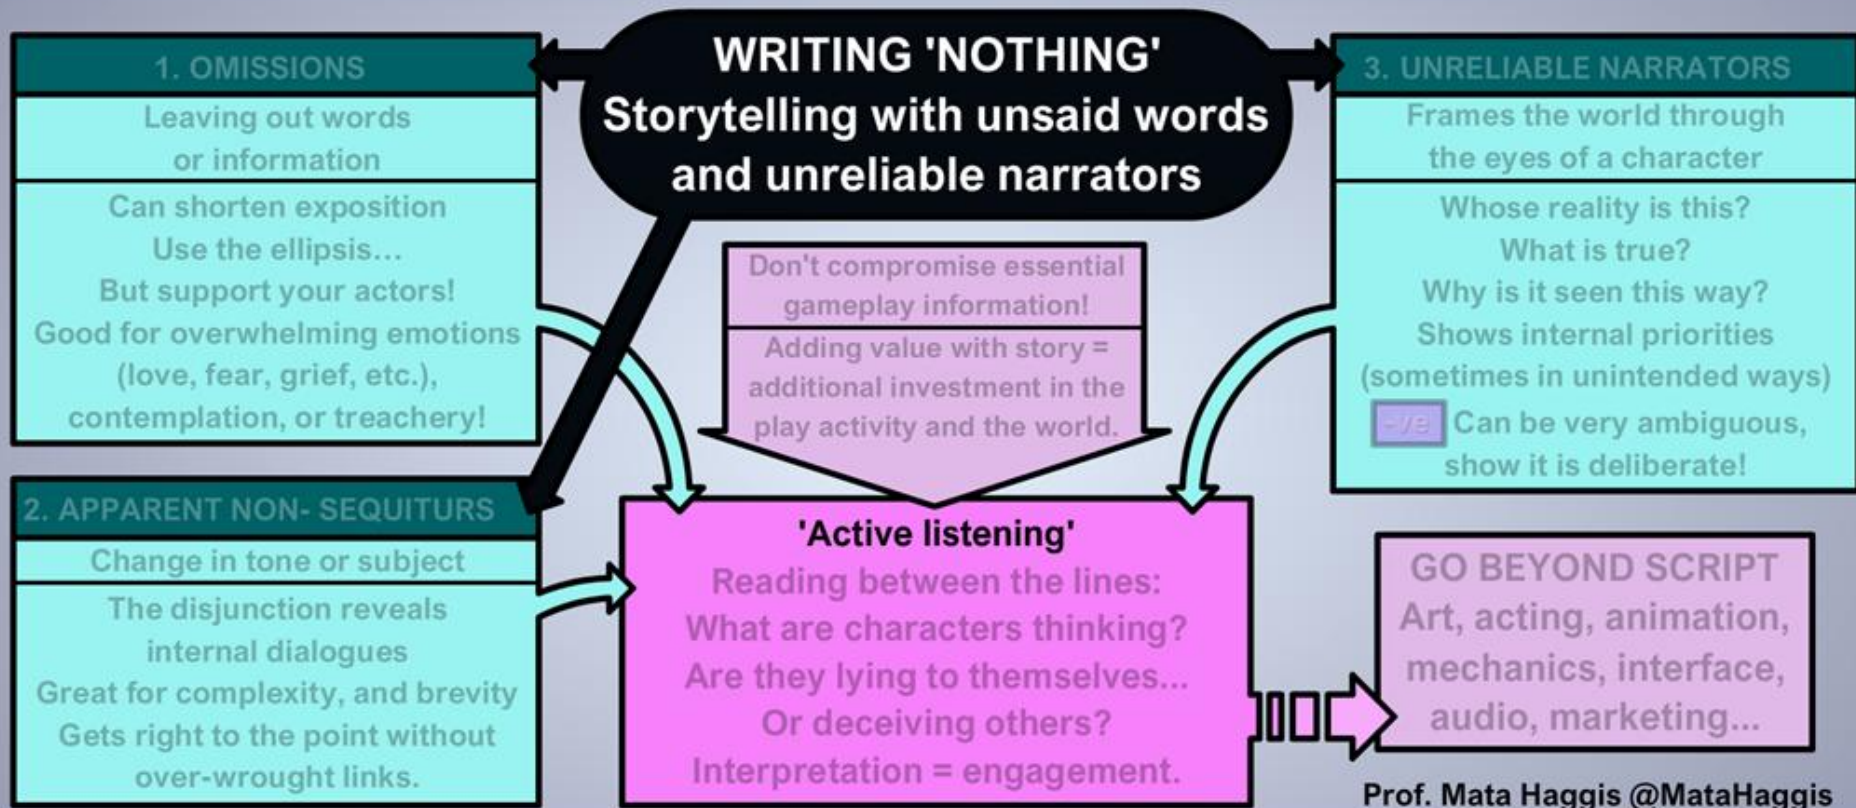 WRITING 'NOTHING'
Storytelling with unsaid words
and unreliable narrators
1. OMISSIONS
Leaving out words
or information
Can shorten exposition
Use the ellipsis...
But support your actors!
Good for overwhelming emotions
(love, fear, grief, etc.),
contemplation, or treachery!
2. APPARENT NON- SEQUITURS
Change in tone or subject
The disjunction reveals
internal dialogues
Great for complexity, and brevity
Gets right to the point without
over-wrought links.
3. UNRELIABLE NARRATORS
Frames the world through
the eyes of a character
Whose reality is this?
What is true?
Why is it seen this way?
Shows internal priorities
(sometimes in unintended ways)
-ve Can be very ambiguous,
show it is deliberate!
Don't compromise essential
gameplay information!
Adding value with story =
additional investment in the
play activity and the world.
'Active listening'
Reading between the lines:
What are characters thinking?
Are they lying to themselves...
Or deceiving others?
Interpretation = engagement.
GO BEYOND SCRIPT
Art, acting, animation,
mechanics, interface,
audio, marketing...
Prof. Mata Haggis @MataHaggis